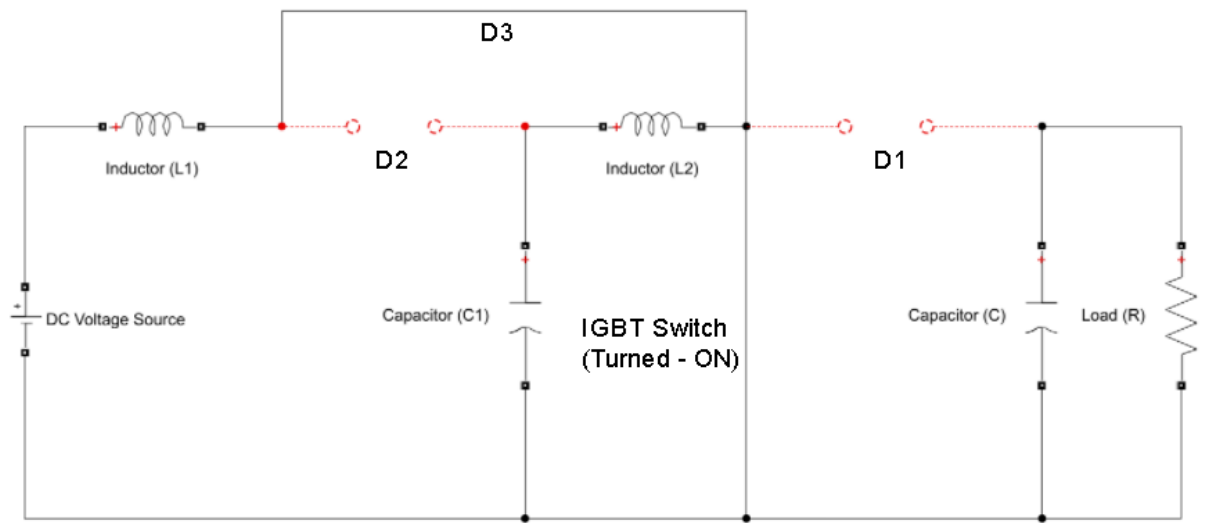 D3
Inductor (L1)
D2
Inductor (L2)
D1
DC Voltage Source
Capacitor (C1)
IGBT Switch
(Turned - ON)
Capacitor (C)
Load (R)